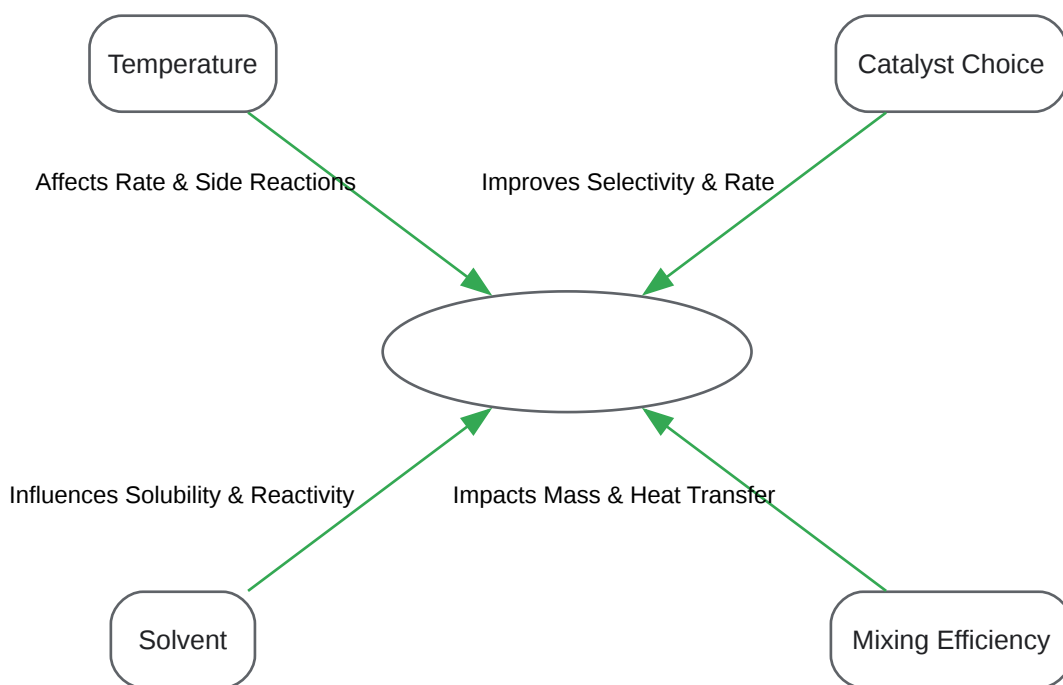 Temperature
Catalyst Choice
Affects Rate & Side Reactions
Improves Selectivity & Rate
Influences Solubility & Reactivity
Impacts Mass & Heat Transfer
Solvent
Mixing Efficiency